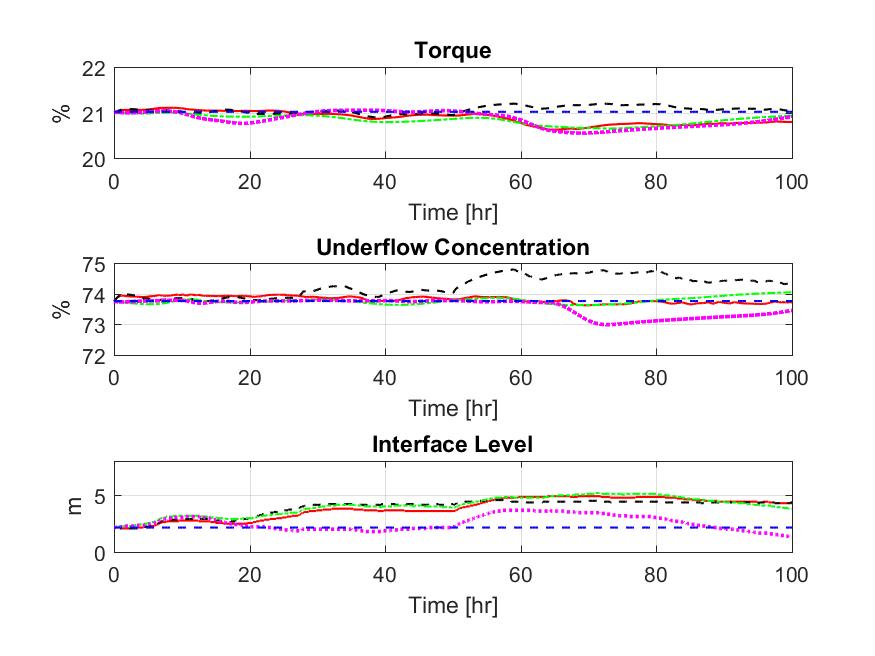 Torque
22
21
20
%
0 20 40 60 80 100
Time [hr]
Underflow Concentration
75
74
73
72
%
0 20 40 60 80 100
Time [hr]
Interface Level
5
0
m
0 20 40 60 80 100
Time [hr]